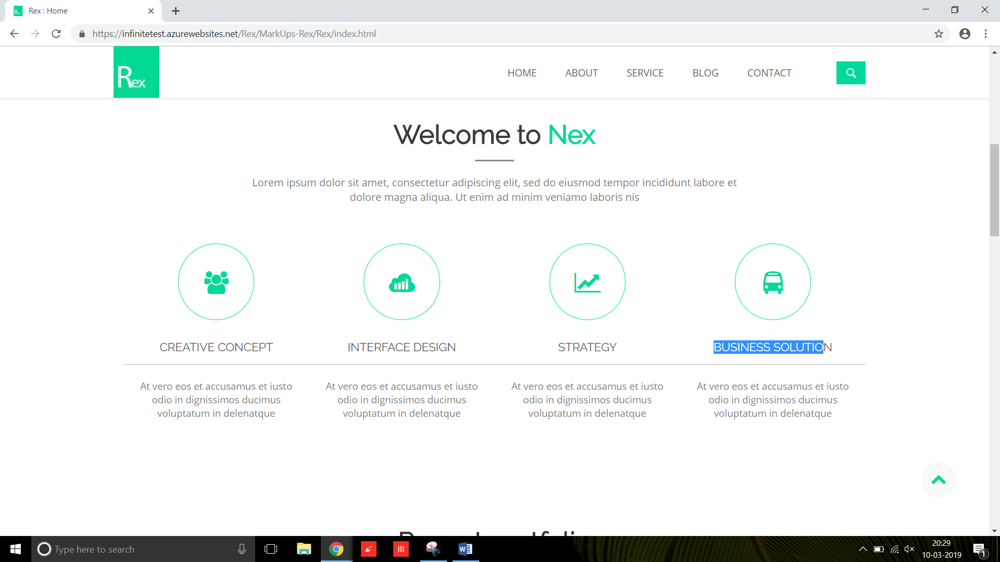 Rex : Home
https://infinitetest.azurewebsites.net/Rex/MarkUps-Rex/Rex/index.html
Rex
HOME ABOUT SERVICE BLOG CONTACT
Welcome to Nex
Lorem ipsum dolor sit amet, consectetur adipiscing elit, sed do eiusmod tempor incididunt labore et
dolore magna aliqua. Ut enim ad minim veniamo laboris nis
CREATIVE CONCEPT
At vero eos et accusamus et iusto
odio in dignissimos ducimus
voluptatum in delenatque
INTERFACE DESIGN
At vero eos et accusamus et iusto
odio in dignissimos ducimus
voluptatum in delenatque
STRATEGY
At vero eos et accusamus et iusto
odio in dignissimos ducimus
voluptatum in delenatque
BUSINESS SOLUTION
At vero eos et accusamus et iusto
odio in dignissimos ducimus
voluptatum in delenatque
Type here to search
20:29
10-03-2019
1